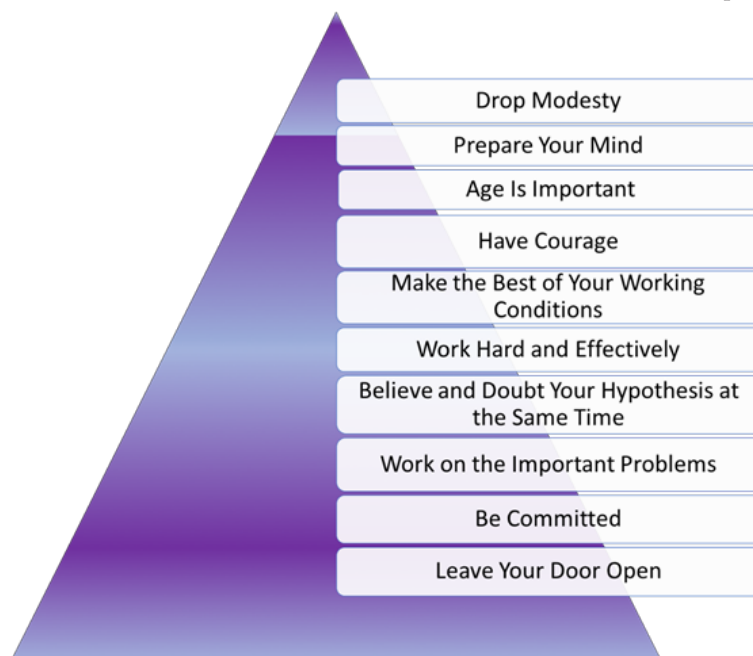 Drop Modesty
Prepare Your Mind
Age Is Important
Have Courage
Make the Best of Your Working
Conditions
Work Hard and Effectively
Believe and Doubt Your Hypothesis at
the Same Time
Work on the Important Problems
Be Committed
Leave Your Door Open